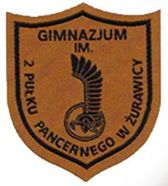 GIMNAZJUM
IM.
2 PUŁKU PANCERNEGO W ŻURAWICY